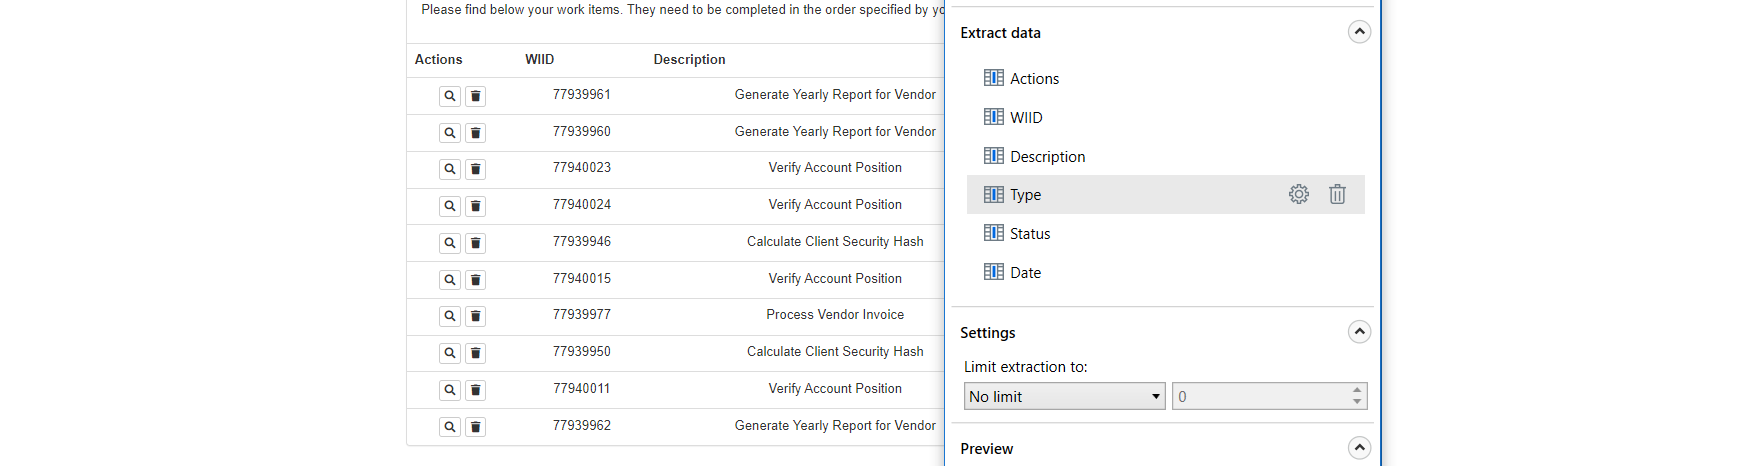 Please find below your work items. They need to be completed in the order specified by yo
Actions WIID Description
77939961 Generate Yearly Report for Vendor
77939960 Generate Yearly Report for Vendor
77940023 Verify Account Position
77940024 Verify Account Position
77939946 Calculate Client Security Hash
77940015 Verify Account Position
77939977 Process Vendor Invoice
77939950 Calculate Client Security Hash
77940011 Verify Account Position
77939962 Generate Yearly Report for Vendor
Extract data
Actions
WIID
Description
Type
Status
Date
Settings
Limit extraction to:
No limit 0
Preview